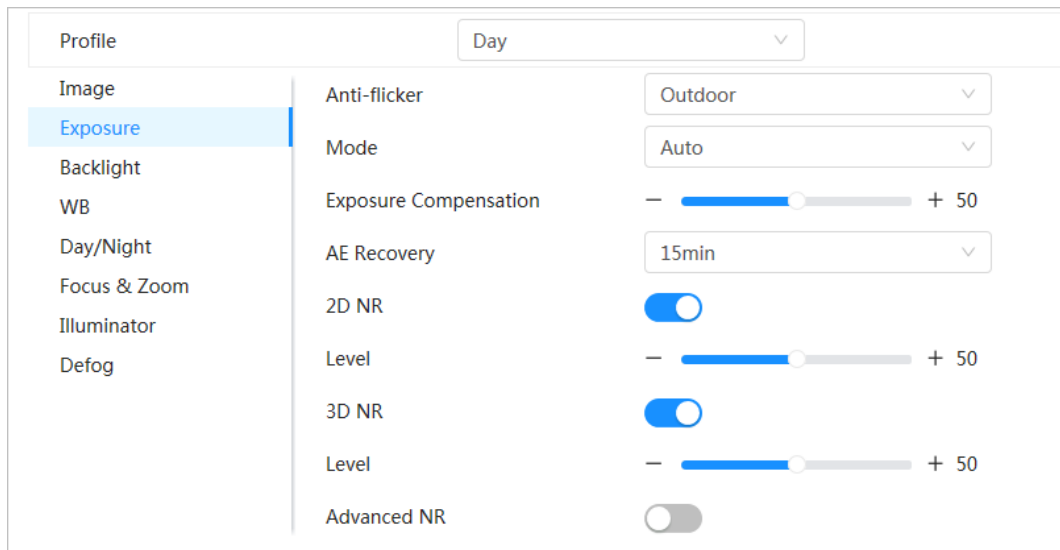 Profile Day
Image
Exposure
Backlight
WB
Day/Night
Focus & Zoom
Illuminator
Defog
Anti-flicker Outdoor
Mode Auto
Exposure Compensation − + 50
AE Recovery 15min
2D NR
Level − + 50
3D NR
Level − + 50
Advanced NR